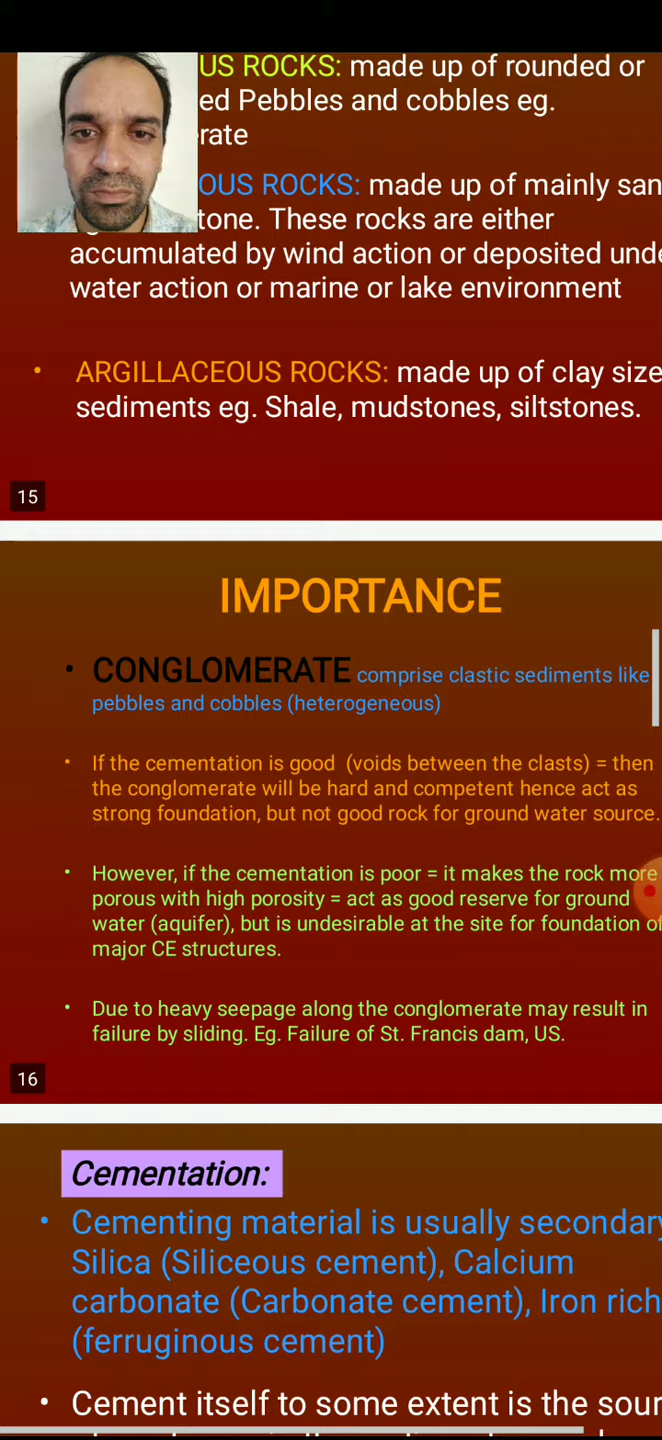 US ROCKS: made up of rounded or
ed Pebbles and cobbles eg.
rate
OUS ROCKS: made up of mainly san
tone. These rocks are either
accumulated by wind action or deposited unde
water action or marine or lake environment
• ARGILLACEOUS ROCKS: made up of clay size
sediments eg. Shale, mudstones, siltstones.
15
IMPORTANCE
• CONGLOMERATE comprise clastic sediments like
pebbles and cobbles (heterogeneous)
• If the cementation is good (voids between the clasts) = then
the conglomerate will be hard and competent hence act as
strong foundation, but not good rock for ground water source.
• However, if the cementation is poor = it makes the rock more
porous with high porosity = act as good reserve for ground
water (aquifer), but is undesirable at the site for foundation of
major CE structures.
• Due to heavy seepage along the conglomerate may result in
failure by sliding. Eg. Failure of St. Francis dam, US.
16
Cementation:
• Cementing material is usually secondary
Silica (Siliceous cement), Calcium
carbonate (Carbonate cement), Iron rich
(ferruginous cement)
• Cement itself to some extent is the sour